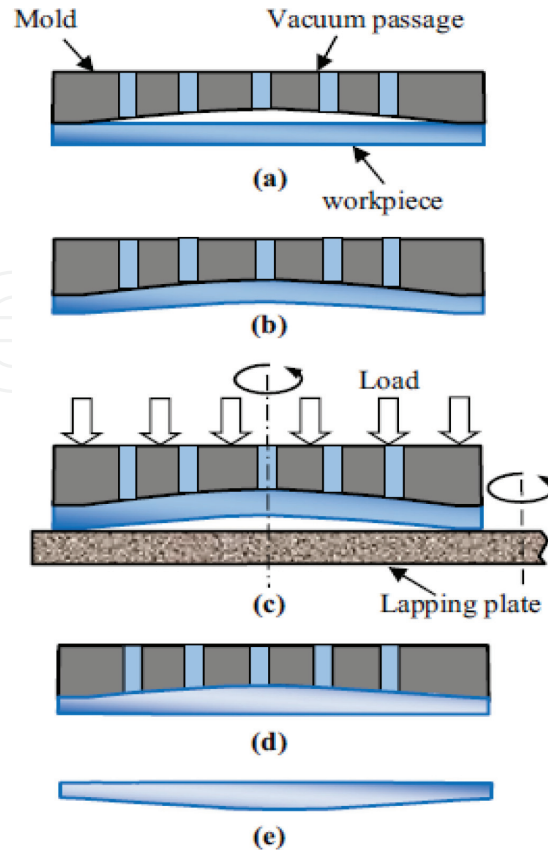 Mold Vacuum passage
(a)
workpiece
(b)
Load
(c)
Lapping plate
(d)
(e)